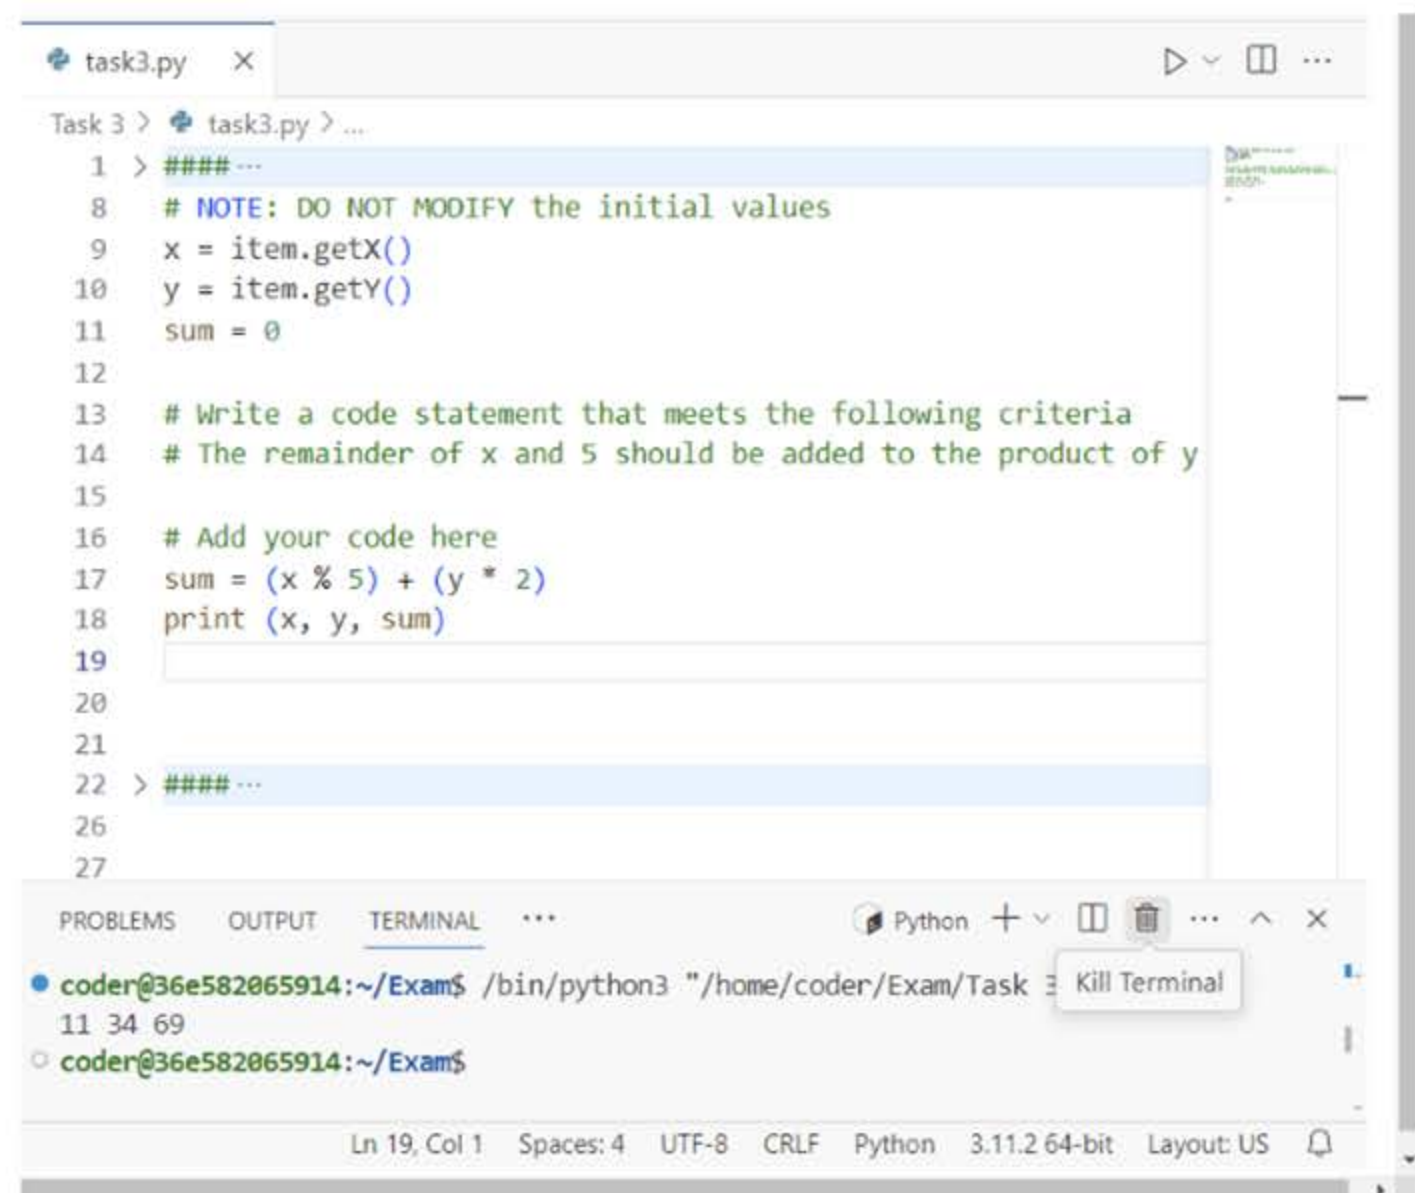 task3.py
Task 3 > task3.py > ...
1 > ####...
8 # NOTE: DO NOT MODIFY the initial values
9 x = item.getX()
10 y = item.getY()
11 sum = 0
12
13 # Write a code statement that meets the following criteria
14 # The remainder of x and 5 should be added to the product of y
15
16 # Add your code here
17 sum = (x % 5) + (y * 2)
18 print (x, y, sum)
19
20
21
22 > ####...
26
27
PROBLEMS OUTPUT TERMINAL ... Python
Kill Terminal
coder@36e582065914:~/Exam$ /bin/python3 "/home/coder/Exam/Task
11 34 69
coder@36e582065914:~/Exam$
Ln 19, Col 1 Spaces: 4 UTF-8 CRLF Python 3.11.2 64-bit Layout: US